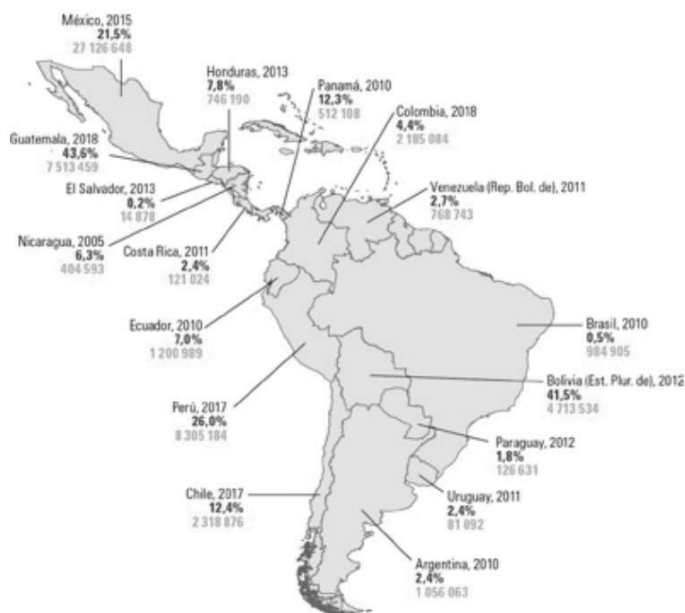 México, 2015
21,5%
27 126 648
Honduras, 2013
7,8%
746 190
Panamá, 2010
12,3%
512 108
Colombia, 2018
4,4%
2 185 084
Guatemala, 2018
43,6%
7 513 459
El Salvador, 2013
0,2%
14 878
Venezuela (Rep. Bol. de), 2011
2,7%
768 743
Nicaragua, 2005
6,3%
404 593
Costa Rica, 2011
2,4%
121 024
Ecuador, 2010
7,0%
1 200 989
Brasil, 2010
0,5%
984 905
Bolivia (Est. Plur. de), 2012
41,5%
4 713 534
Perú, 2017
26,0%
8 305 184
Paraguay, 2012
1,8%
126 631
Chile, 2017
12,4%
2 318 876
Uruguay, 2011
2,4%
81 092
Argentina, 2010
2,4%
1 056 063